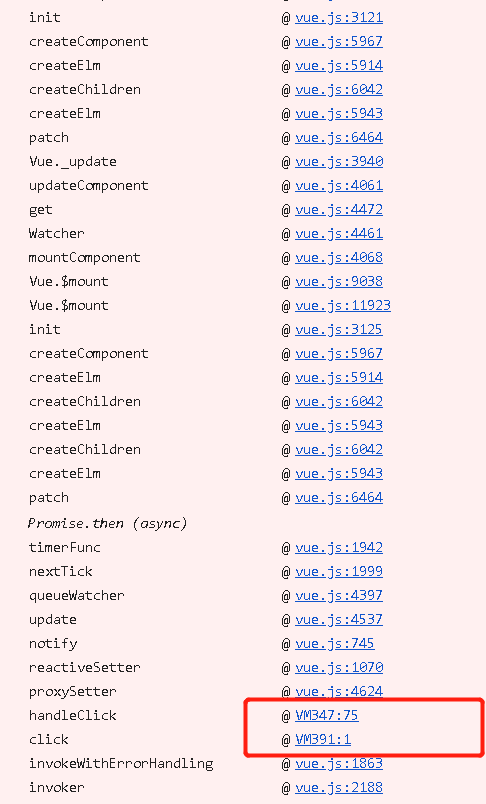 init @ vue.js:3121
createComponent @ vue.js:5967
createElm @ vue.js:5914
createChildren @ vue.js:6042
createElm @ vue.js:5943
patch @ vue.js:6464
Vue._update @ vue.js:3940
updateComponent @ vue.js:4061
get @ vue.js:4472
Watcher @ vue.js:4461
mountComponent @ vue.js:4068
Vue.$mount @ vue.js:9038
Vue.$mount @ vue.js:11923
init @ vue.js:3125
createComponent @ vue.js:5967
createElm @ vue.js:5914
createChildren @ vue.js:6042
createElm @ vue.js:5943
createChildren @ vue.js:6042
createElm @ vue.js:5943
patch @ vue.js:6464
Promise.then (async)
timerFunc @ vue.js:1942
nextTick @ vue.js:1999
queueWatcher @ vue.js:4397
update @ vue.js:4537
notify @ vue.js:745
reactiveSetter @ vue.js:1070
proxySetter @ vue.js:4624
handleClick @ VM347:75
click @ VM391:1
invokeWithErrorHandling @ vue.js:1863
invoker @ vue.js:2188